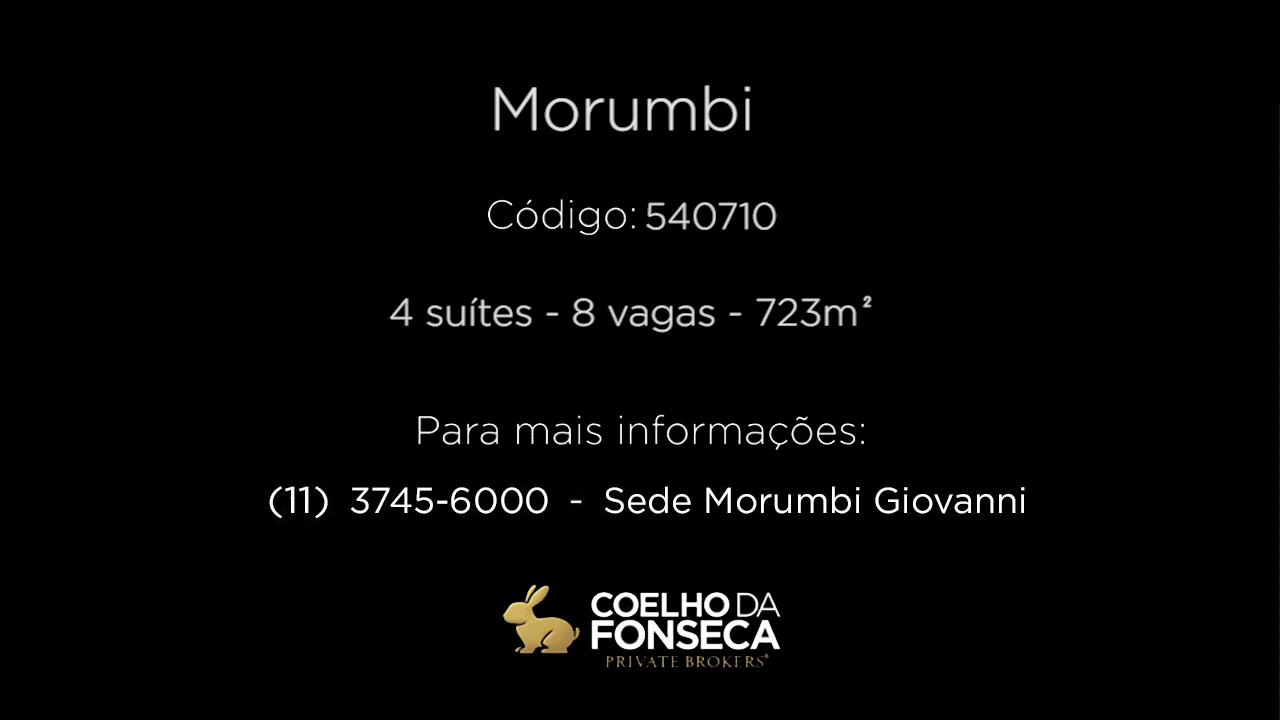 Morumbi
Código: 540710
4 suítes - 8 vagas - 723m²
Para mais informações:
(11) 3745-6000 - Sede Morumbi Giovanni
COELHO DA
FONSECA
PRIVATE BROKERS®